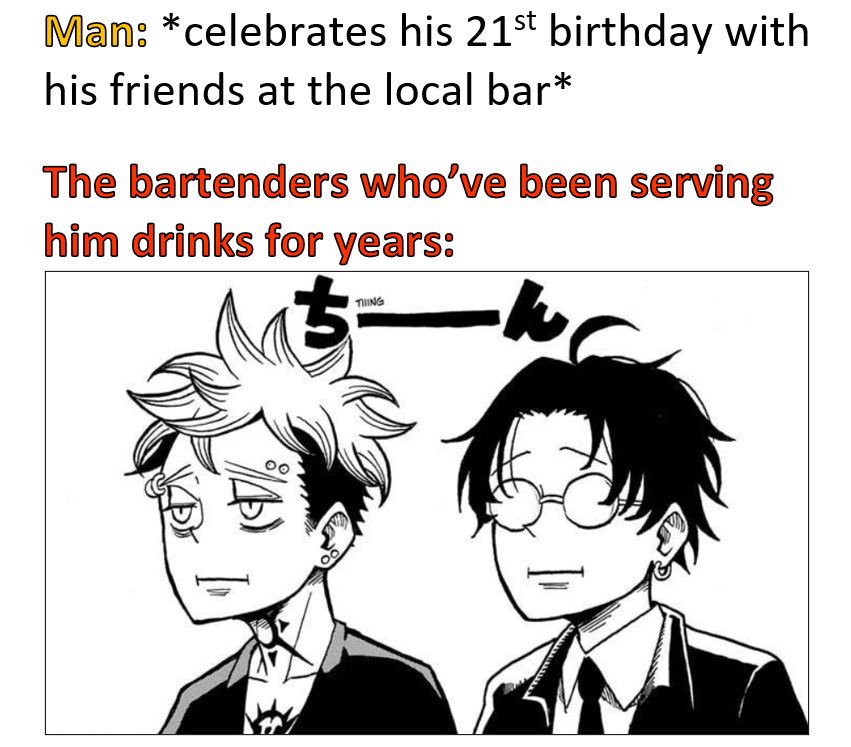 Man: *celebrates his 21st birthday with
his friends at the local bar*
The bartenders who’ve been serving
him drinks for years:
ちーん
TIIING